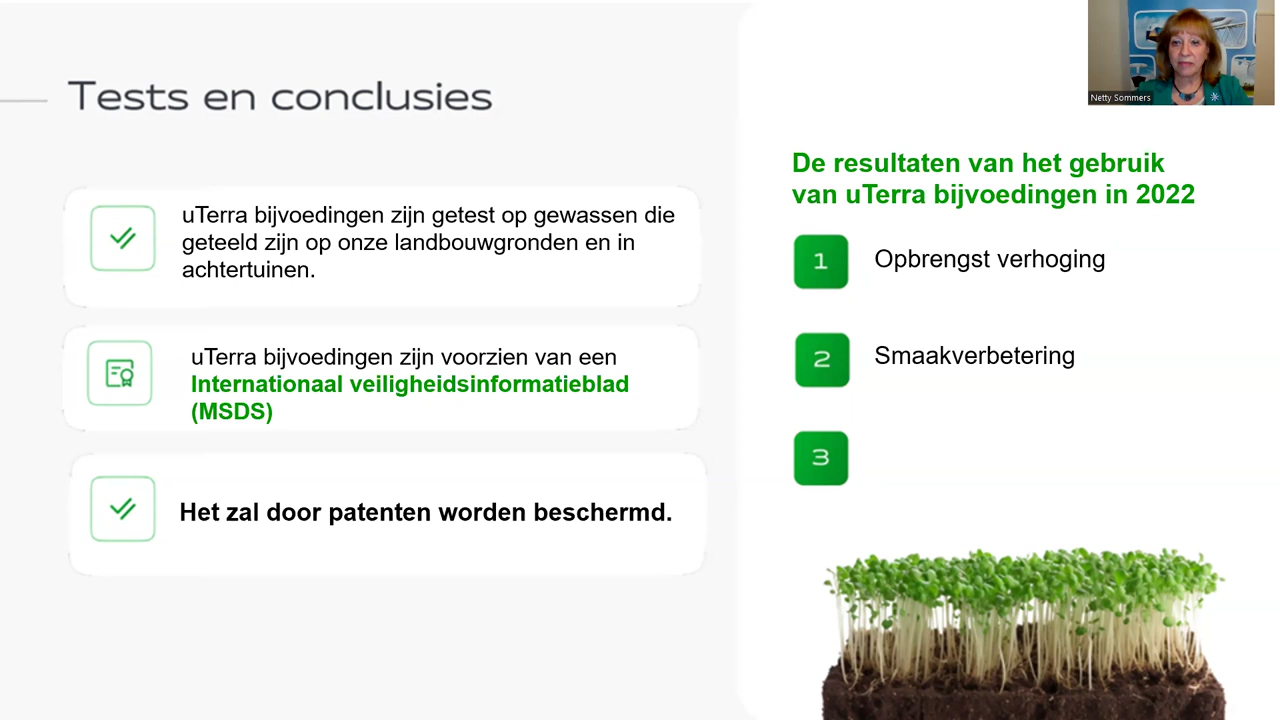 Tests en conclusies
uTerra bijvoedingen zijn getest op gewassen die
geteeld zijn op onze landbouwgronden en in
achtertuinen.
uTerra bijvoedingen zijn voorzien van een
Internationaal veiligheidsinformatieblad
(MSDS)
Het zal door patenten worden beschermd.
Netty Sommers
De resultaten van het gebruik
van uTerra bijvoedingen in 2022
1 Opbrengst verhoging
2 Smaakverbetering
3